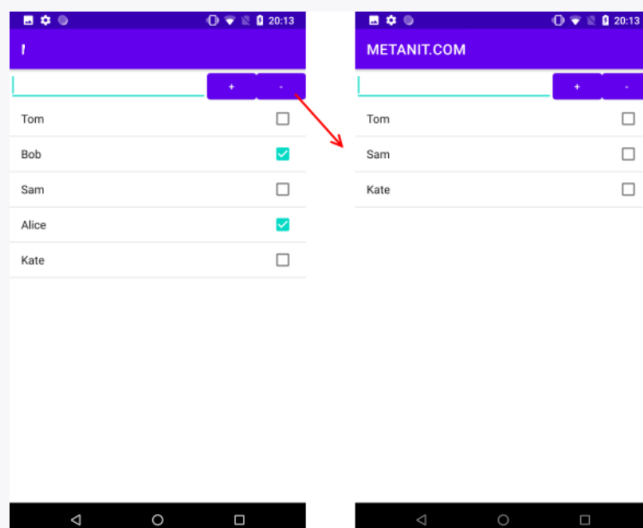 20:13
+ -
Tom
Bob
Sam
Alice
Kate
20:13
METANIT.COM
+ -
Tom
Sam
Kate